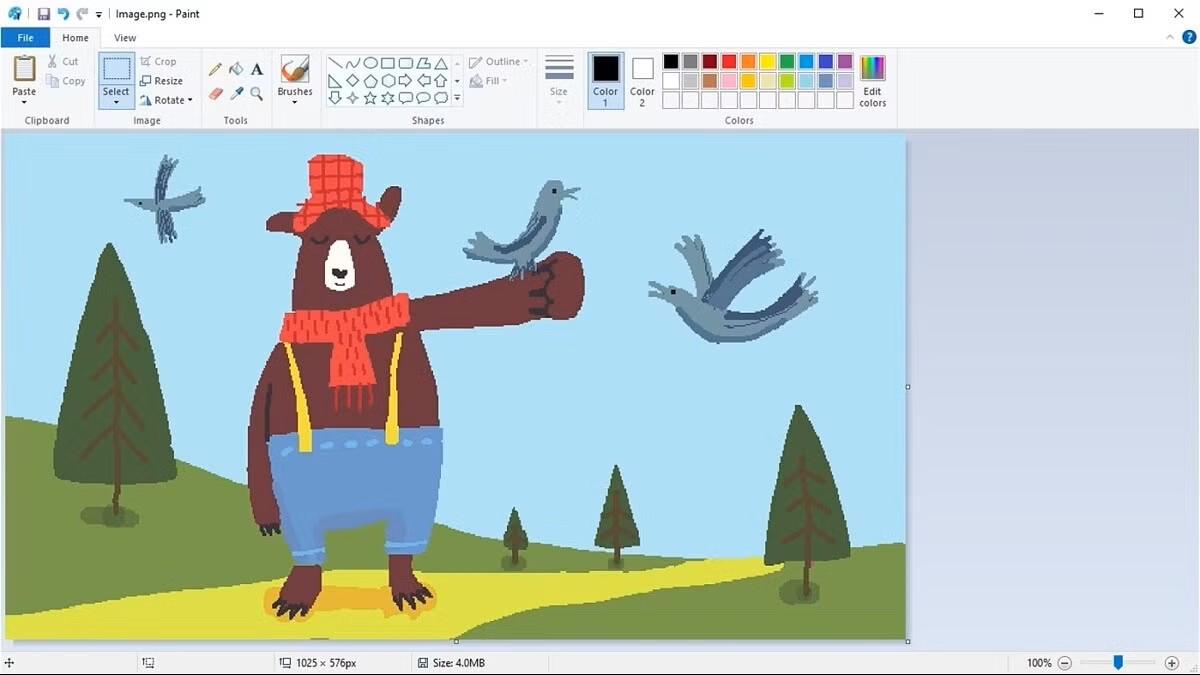 Image.png - Paint
File Home View
Cut
Copy
Paste
Clipboard
Select
Crop
Resize
Rotate
Image
A
Tools
Brushes
Outline
Fill
Shapes
Size
Color 1
Color 2
Edit colors
Colors
1025 × 576px
Size: 4.0MB
100%